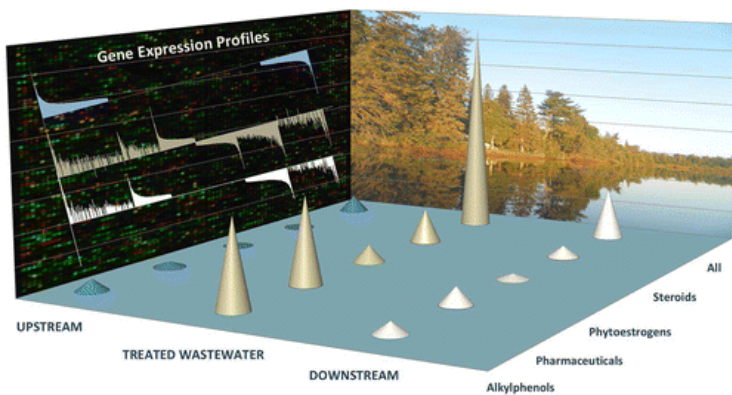 Gene Expression Profiles
All
Steroids
UPSTREAM
Phytoestrogens
TREATED WASTEWATER
Pharmaceuticals
DOWNSTREAM
Alkylphenols